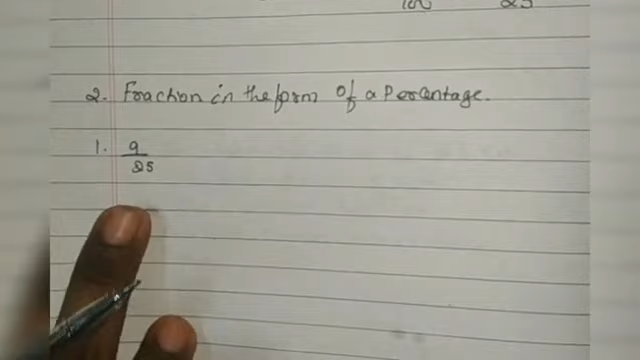 2. Fraction in the form of a Percentage.
1. 9/25